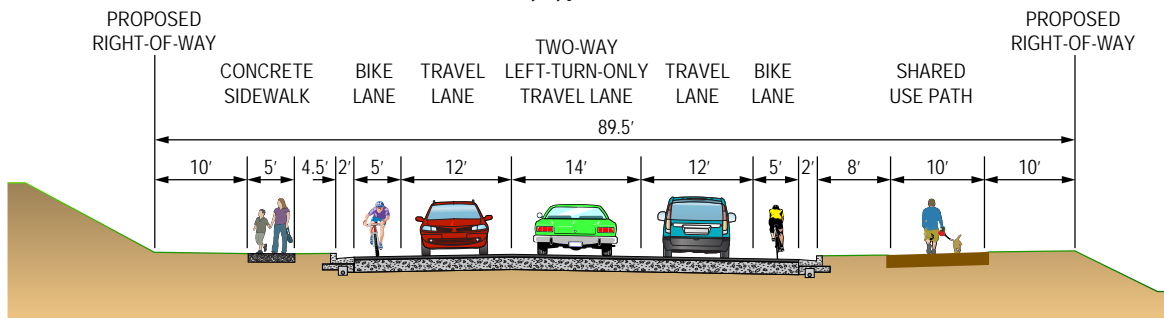 PROPOSED
RIGHT-OF-WAY
PROPOSED
RIGHT-OF-WAY
CONCRETE
SIDEWALK
BIKE
LANE
TRAVEL
LANE
TWO-WAY
LEFT-TURN-ONLY
TRAVEL LANE
TRAVEL
LANE
BIKE
LANE
SHARED
USE PATH
89.5'
10' 5' 4.5' 2' 5' 12' 14' 12' 5' 2' 8' 10' 10'